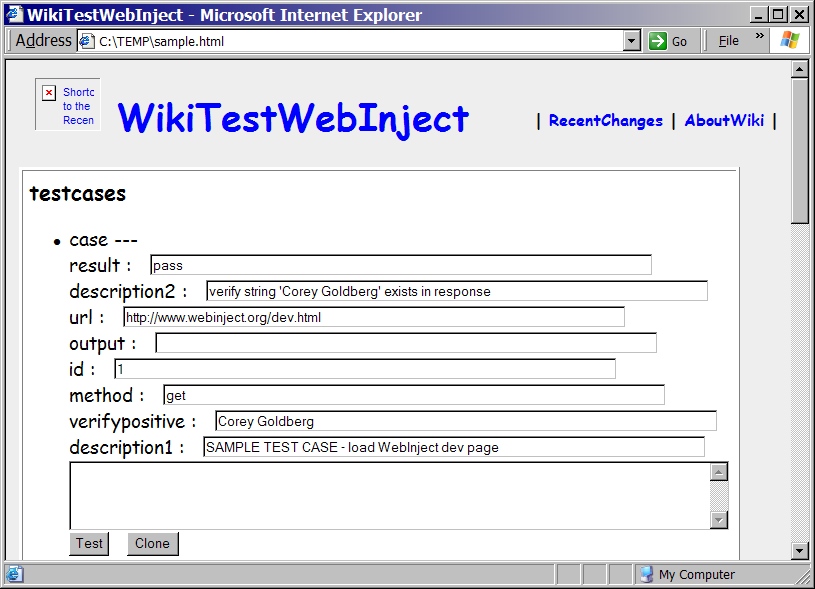 WikiTestWebInject - Microsoft Internet Explorer
Address C:\TEMP\sample.html Go File »
Shortc
to the
Recen
WikiTestWebInject
| RecentChanges | AboutWiki |
testcases
• case ---
result : pass
description2 : verify string 'Corey Goldberg' exists in response
url : http://www.webinject.org/dev.html
output :
id : 1
method : get
verifypositive : Corey Goldberg
description1 : SAMPLE TEST CASE - load WebInject dev page
Test Clone
My Computer